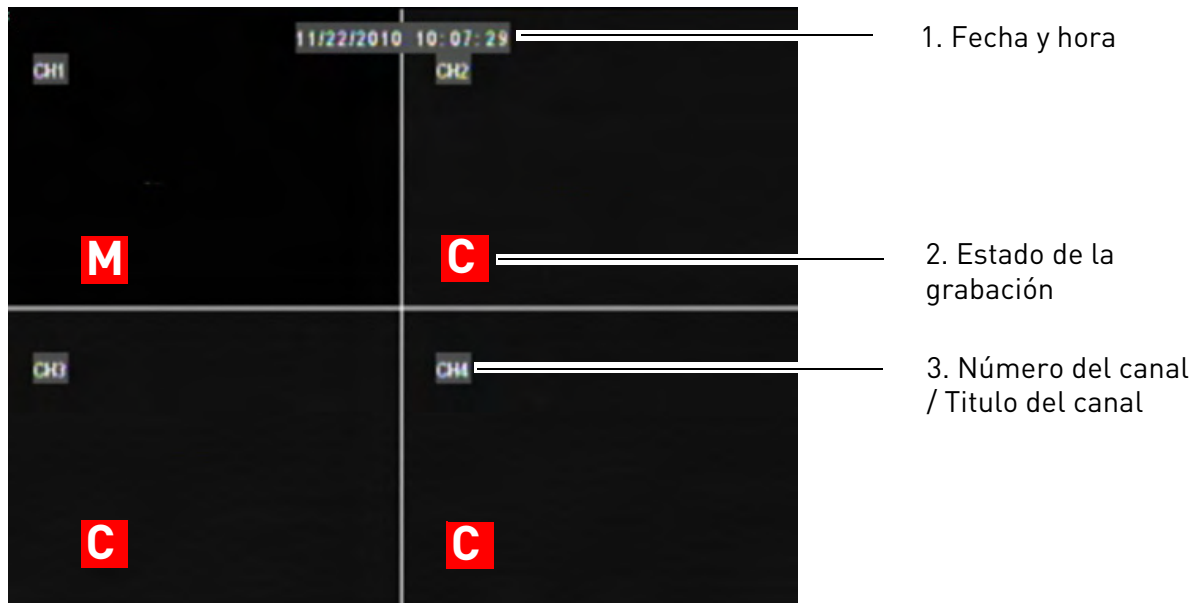 11/22/2010 10:07:29
1. Fecha y hora
CH1
CH2
M
C
2. Estado de la
grabación
CH3
CH4
3. Número del canal
/ Titulo del canal
C
C